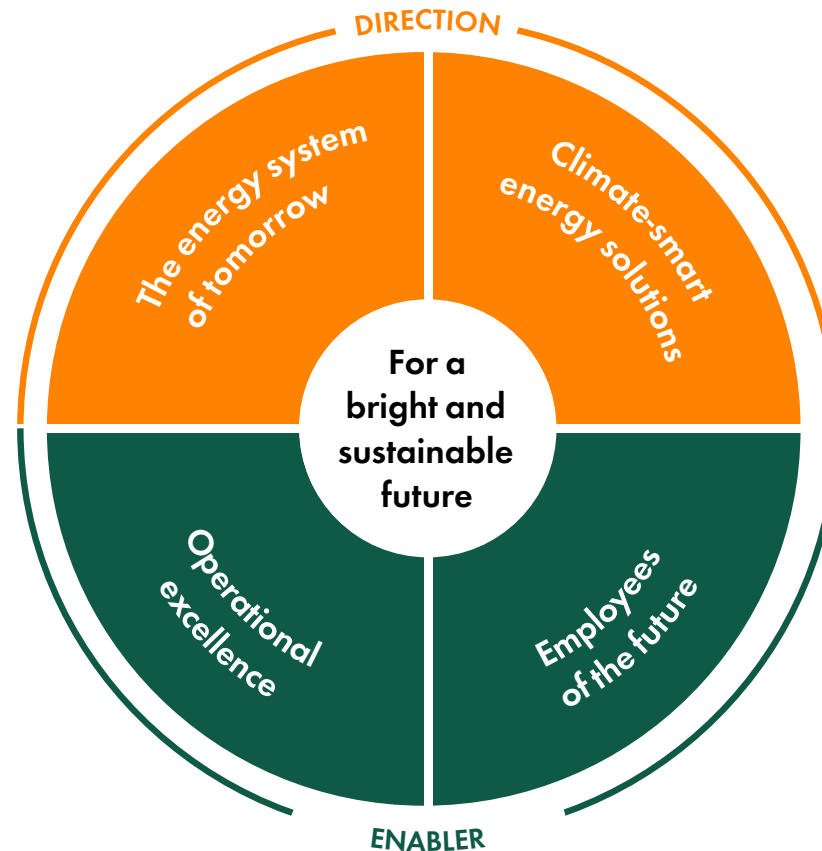 DIRECTION
The energy system
of tomorrow
Climate-smart
energy solutions
For a
bright and
sustainable
future
Operational
excellence
Employees
of the future
ENABLER